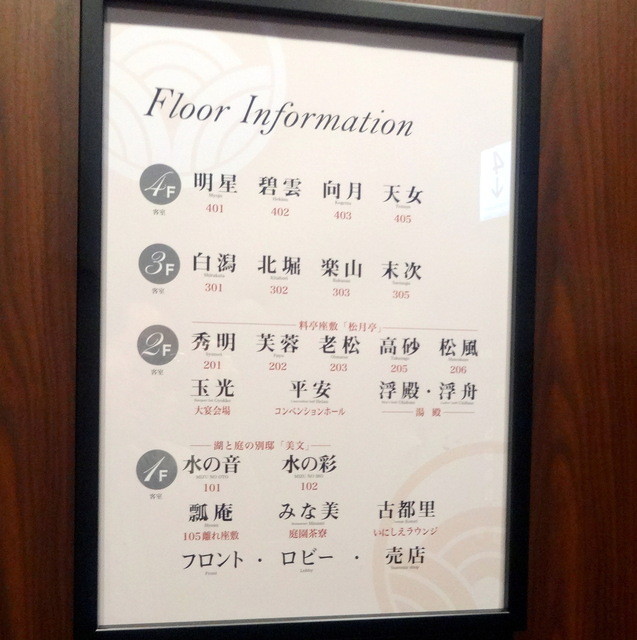 Floor Information
4F 明星 碧雲 向月 天女
客室 401 402 403 405
3F 白潟 北堀 楽山 末次
客室 301 302 303 305
料亭座敷「松月亭」
2F 秀明 芙蓉 老松 高砂 松風
客室 201 202 203 205 206
玉光 平安 浮殿・浮舟
大宴会場 コンベンションホール 湯殿
湖と庭の別邸「美文」
1F 水の音 水の彩
客室 101 102
瓢庵 みな美 古都里
105離れ座敷 庭園茶寮 いにしえラウンジ
フロント・ロビー・売店